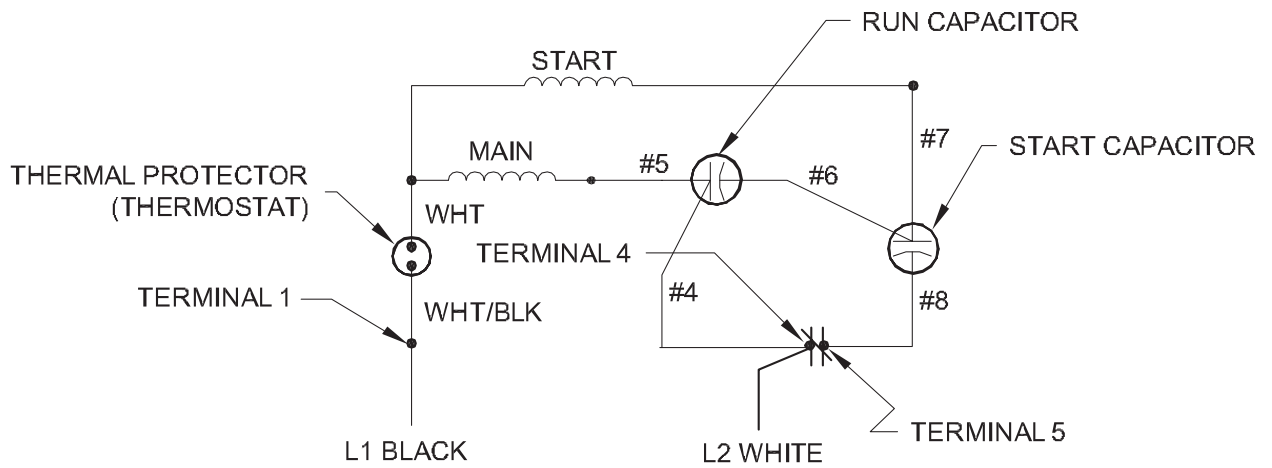 RUN CAPACITOR
START
#7
START CAPACITOR
MAIN
#5
#6
THERMAL PROTECTOR
(THERMOSTAT)
WHT
TERMINAL 4
#4
#8
TERMINAL 1
WHT/BLK
TERMINAL 5
L1 BLACK
L2 WHITE